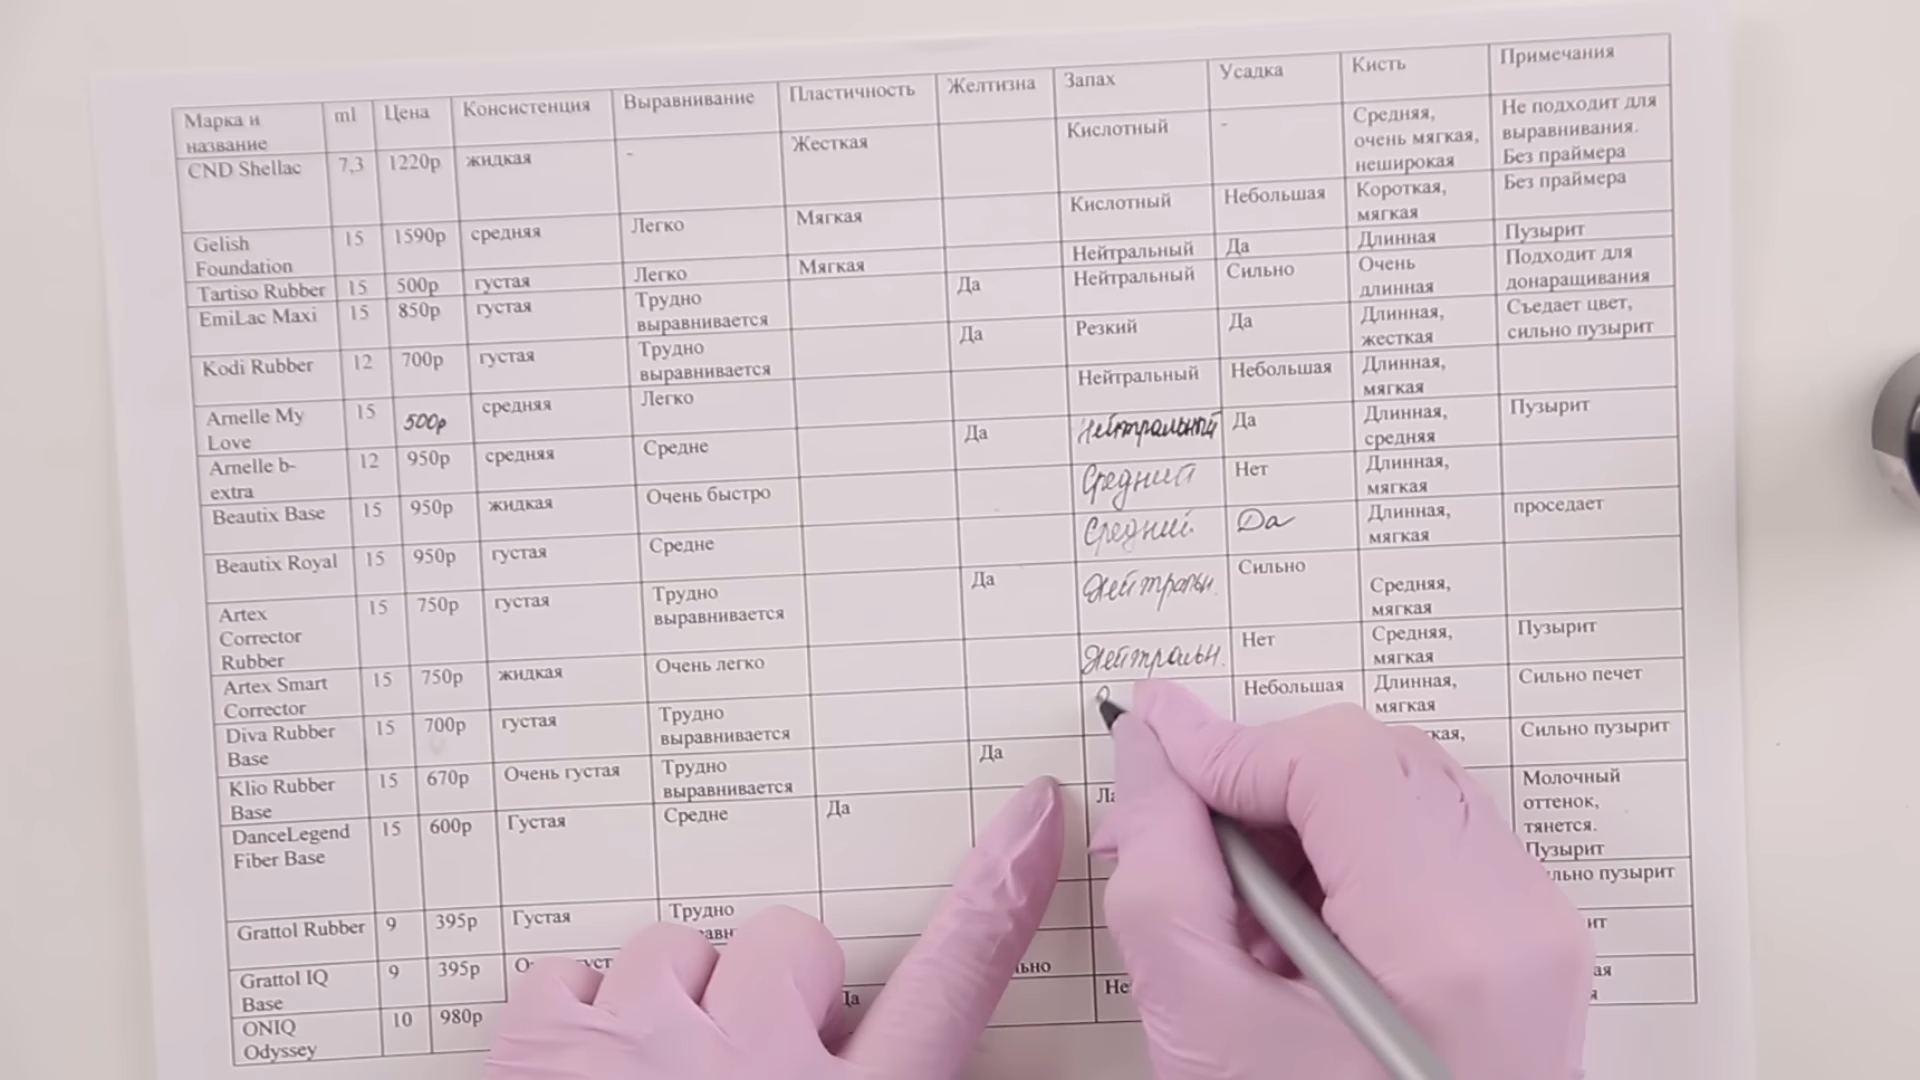 Марка и название ml Цена Консистенция Выравнивание Пластичность Желтизна Запах Усадка Кисть Примечания
CND Shellac 7,3 1220р жидкая - Жесткая Кислотный - Средняя, очень мягкая, неширокая Не подходит для выравнивания. Без праймера
Gelish Foundation 15 1590р средняя Легко Мягкая Кислотный Небольшая Короткая, мягкая Без праймера
Tartiso Rubber 15 500р густая Легко Мягкая Нейтральный Да Длинная Пузырит
EmiLac Maxi 15 850р густая Трудно выравнивается Да Нейтральный Сильно Очень длинная Подходит для донаращивания
Kodi Rubber 12 700р густая Трудно выравнивается Да Резкий Да Длинная, жесткая Съедает цвет, сильно пузырит
Arnelle My Love 15 500р средняя Легко Нейтральный Небольшая Длинная, мягкая
Arnelle b-extra 12 950р средняя Средне Да Нейтральный Да Длинная, средняя Пузырит
Beautix Base 15 950р жидкая Очень быстро Средний Нет Длинная, мягкая
Beautix Royal 15 950р густая Средне Средний Да Длинная, мягкая проседает
Artex Corrector Rubber 15 750р густая Трудно выравнивается Да Нейтральн. Сильно Средняя, мягкая
Artex Smart Corrector 15 750р жидкая Очень легко Нейтральн. Нет Средняя, мягкая Пузырит
Diva Rubber Base 15 700р густая Трудно выравнивается Небольшая Длинная, мягкая Сильно печет
Klio Rubber Base 15 670р Очень густая Трудно выравнивается Да Сильно пузырит
DanceLegend Fiber Base 15 600р Густая Средне Да Молочный оттенок, тянется. Пузырит
Grattol Rubber 9 395р Густая Трудно пузырит
Grattol IQ Base 9 395р
ONIQ Odyssey 10 980р Да